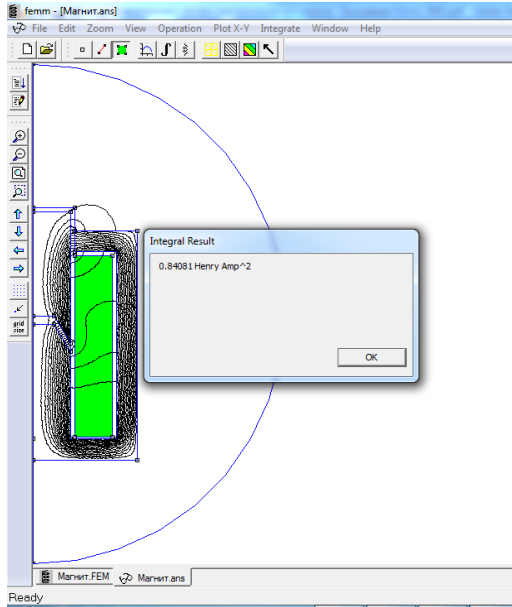 femm - [Магнит.ans]
File Edit Zoom View Operation Plot X-Y Integrate Window Help
grid
size
Integral Result
0.84081 Henry Amp^2
OK
Магнит.FEM Магнит.ans
Ready